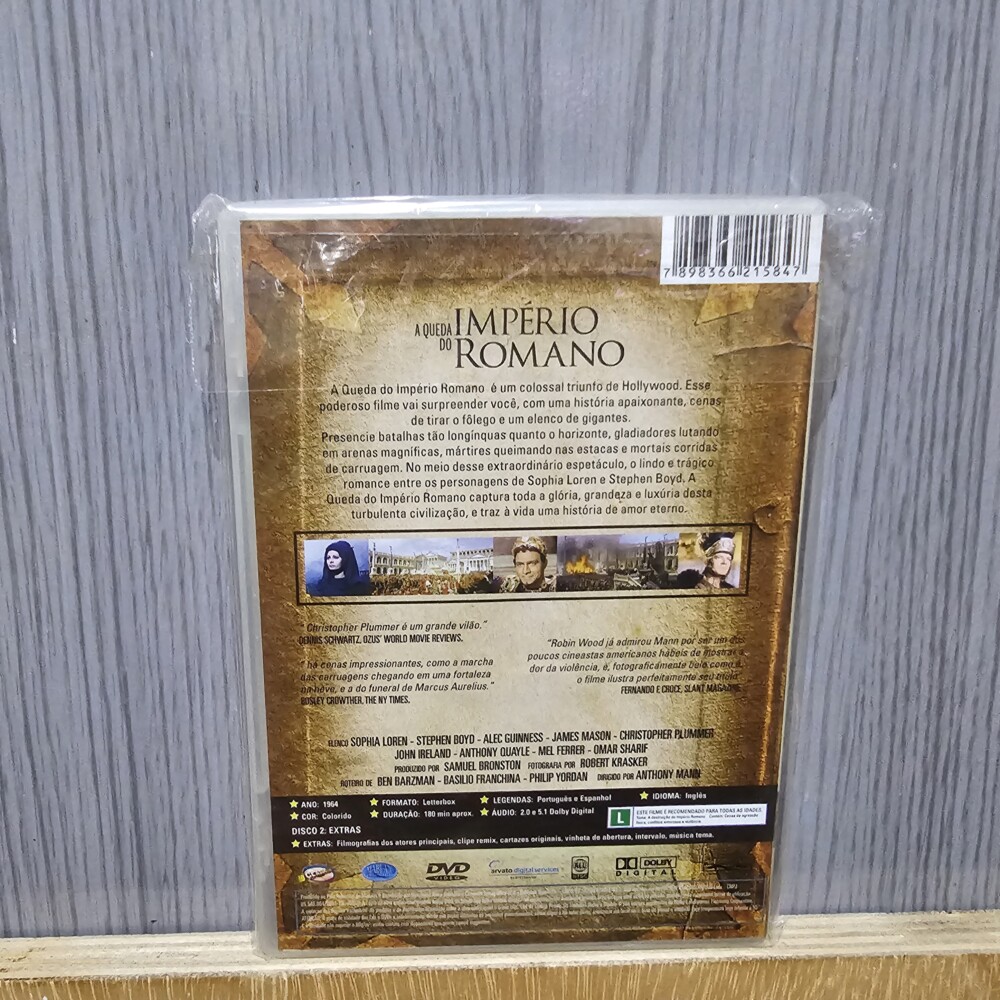 7 898366 215847
A QUEDA DO IMPÉRIO ROMANO
A Queda do Império Romano é um colossal triunfo de Hollywood. Esse
poderoso filme vai surpreender você, com uma história apaixonante, cenas
de tirar o fôlego e um elenco de gigantes.
Presencie batalhas tão longínquas quanto o horizonte, gladiadores lutando
em arenas magníficas, mártires queimando nas estacas e mortais corridas
de carruagem. No meio desse extraordinário espetáculo, o lindo e trágico
romance entre os personagens de Sophia Loren e Stephen Boyd. A
Queda do Império Romano captura toda a glória, grandeza e luxúria desta
turbulenta civilização, e traz à vida uma história de amor eterno.
"Christopher Plummer é um grande vilão."
DENNIS SCHWARTZ, OZUS' WORLD MOVIE REVIEWS.
"há cenas impressionantes, como a marcha
das carruagens chegando em uma fortaleza
na neve, e a do funeral de Marcus Aurelius."
BOSLEY CROWTHER, THE NY TIMES.
"Robin Wood já admirou Mann por ser um dos
poucos cineastas americanos hábeis de mostrar a
dor da violência, e, fotograficamente belo como é,
o filme ilustra perfeitamente seu título"
FERNANDO F. CROCE, SLANT MAGAZINE.
ELENCO SOPHIA LOREN - STEPHEN BOYD - ALEC GUINNESS - JAMES MASON - CHRISTOPHER PLUMMER
JOHN IRELAND - ANTHONY QUAYLE - MEL FERRER - OMAR SHARIF
PRODUZIDO POR SAMUEL BRONSTON FOTOGRAFIA POR ROBERT KRASKER
ROTEIRO DE BEN BARZMAN - BASILIO FRANCHINA - PHILIP YORDAN DIRIGIDO POR ANTHONY MANN
ANO: 1964 FORMATO: Letterbox LEGENDAS: Português e Espanhol IDIOMA: Inglês
COR: Colorido DURAÇÃO: 180 min aprox. ÁUDIO: 2.0 e 5.1 Dolby Digital
L ESTE FILME É RECOMENDADO PARA TODAS AS IDADES
DISCO 2: EXTRAS
EXTRAS: Filmografias dos atores principais, clipe remix, cartazes originais, vinheta de abertura, intervalo, música tema.
DVD VIDEO
arvato digital services
ALL
DOLBY DIGITAL